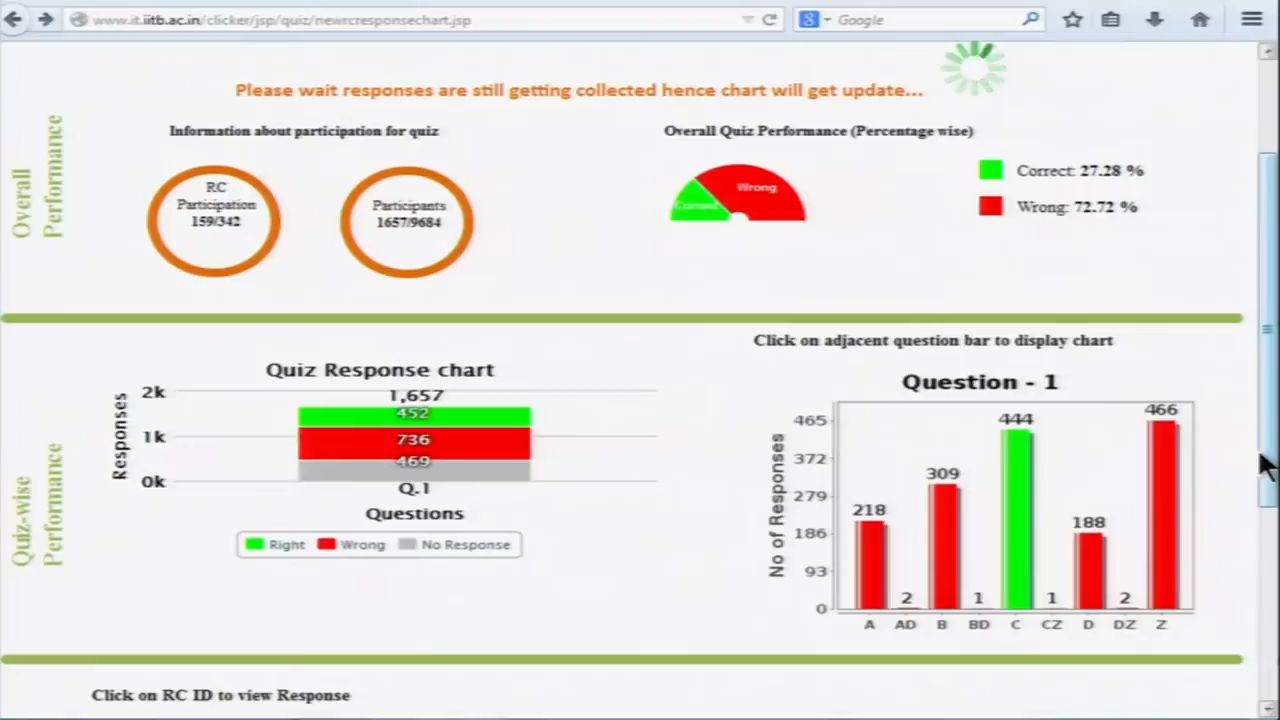 www.it.iitb.ac.in/clicker/jsp/quiz/newrcresponsechart.jsp
Google
Please wait responses are still getting collected hence chart will get update...
Overall Performance
Information about participation for quiz
RC
Participation
159/342
Participants
1657/9684
Overall Quiz Performance (Percentage wise)
Wrong
Correct
Correct: 27.28 %
Wrong: 72.72 %
Quiz-wise Performance
Quiz Response chart
Responses
2k
1k
0k
1,657
452
736
469
Q.1
Questions
Right Wrong No Response
Click on adjacent question bar to display chart
Question - 1
No of Responses
465
372
279
186
93
0
218 2 309 1 444 1 188 2 466
A AD B BD C CZ D DZ Z
Click on RC ID to view Response